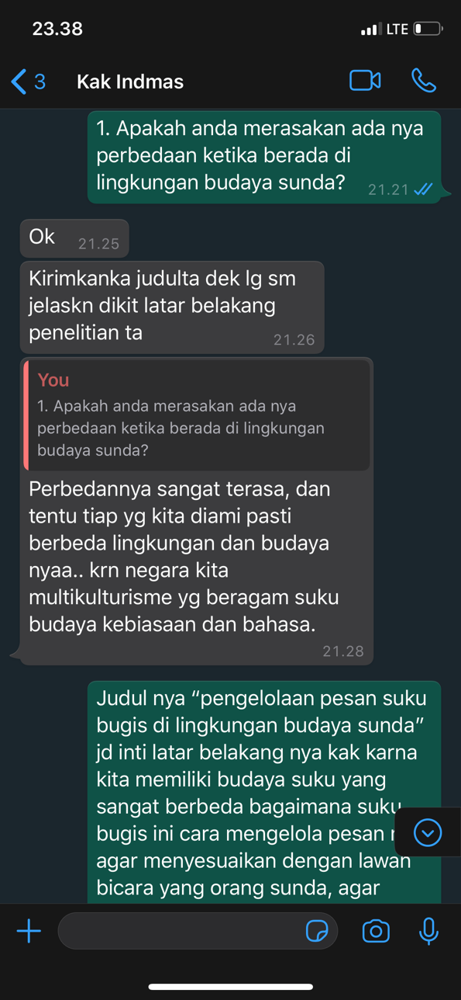 23.38
LTE
3
Kak Indmas
1. Apakah anda merasakan ada nya
perbedaan ketika berada di
lingkungan budaya sunda?
21.21
Ok
21.25
Kirimkanka judulta dek lg sm
jelaskn dikit latar belakang
penelitian ta
21.26
You
1. Apakah anda merasakan ada nya
perbedaan ketika berada di lingkungan
budaya sunda?
Perbedannya sangat terasa, dan
tentu tiap yg kita diami pasti
berbeda lingkungan dan budaya
nyaa.. krn negara kita
multikulturisme yg beragam suku
budaya kebiasaan dan bahasa.
21.28
Judul nya “pengelolaan pesan suku
bugis di lingkungan budaya sunda”
jd inti latar belakang nya kak karna
kita memiliki budaya suku yang
sangat berbeda bagaimana suku
bugis ini cara mengelola pesan
agar menyesuaikan dengan lawan
bicara yang orang sunda, agar